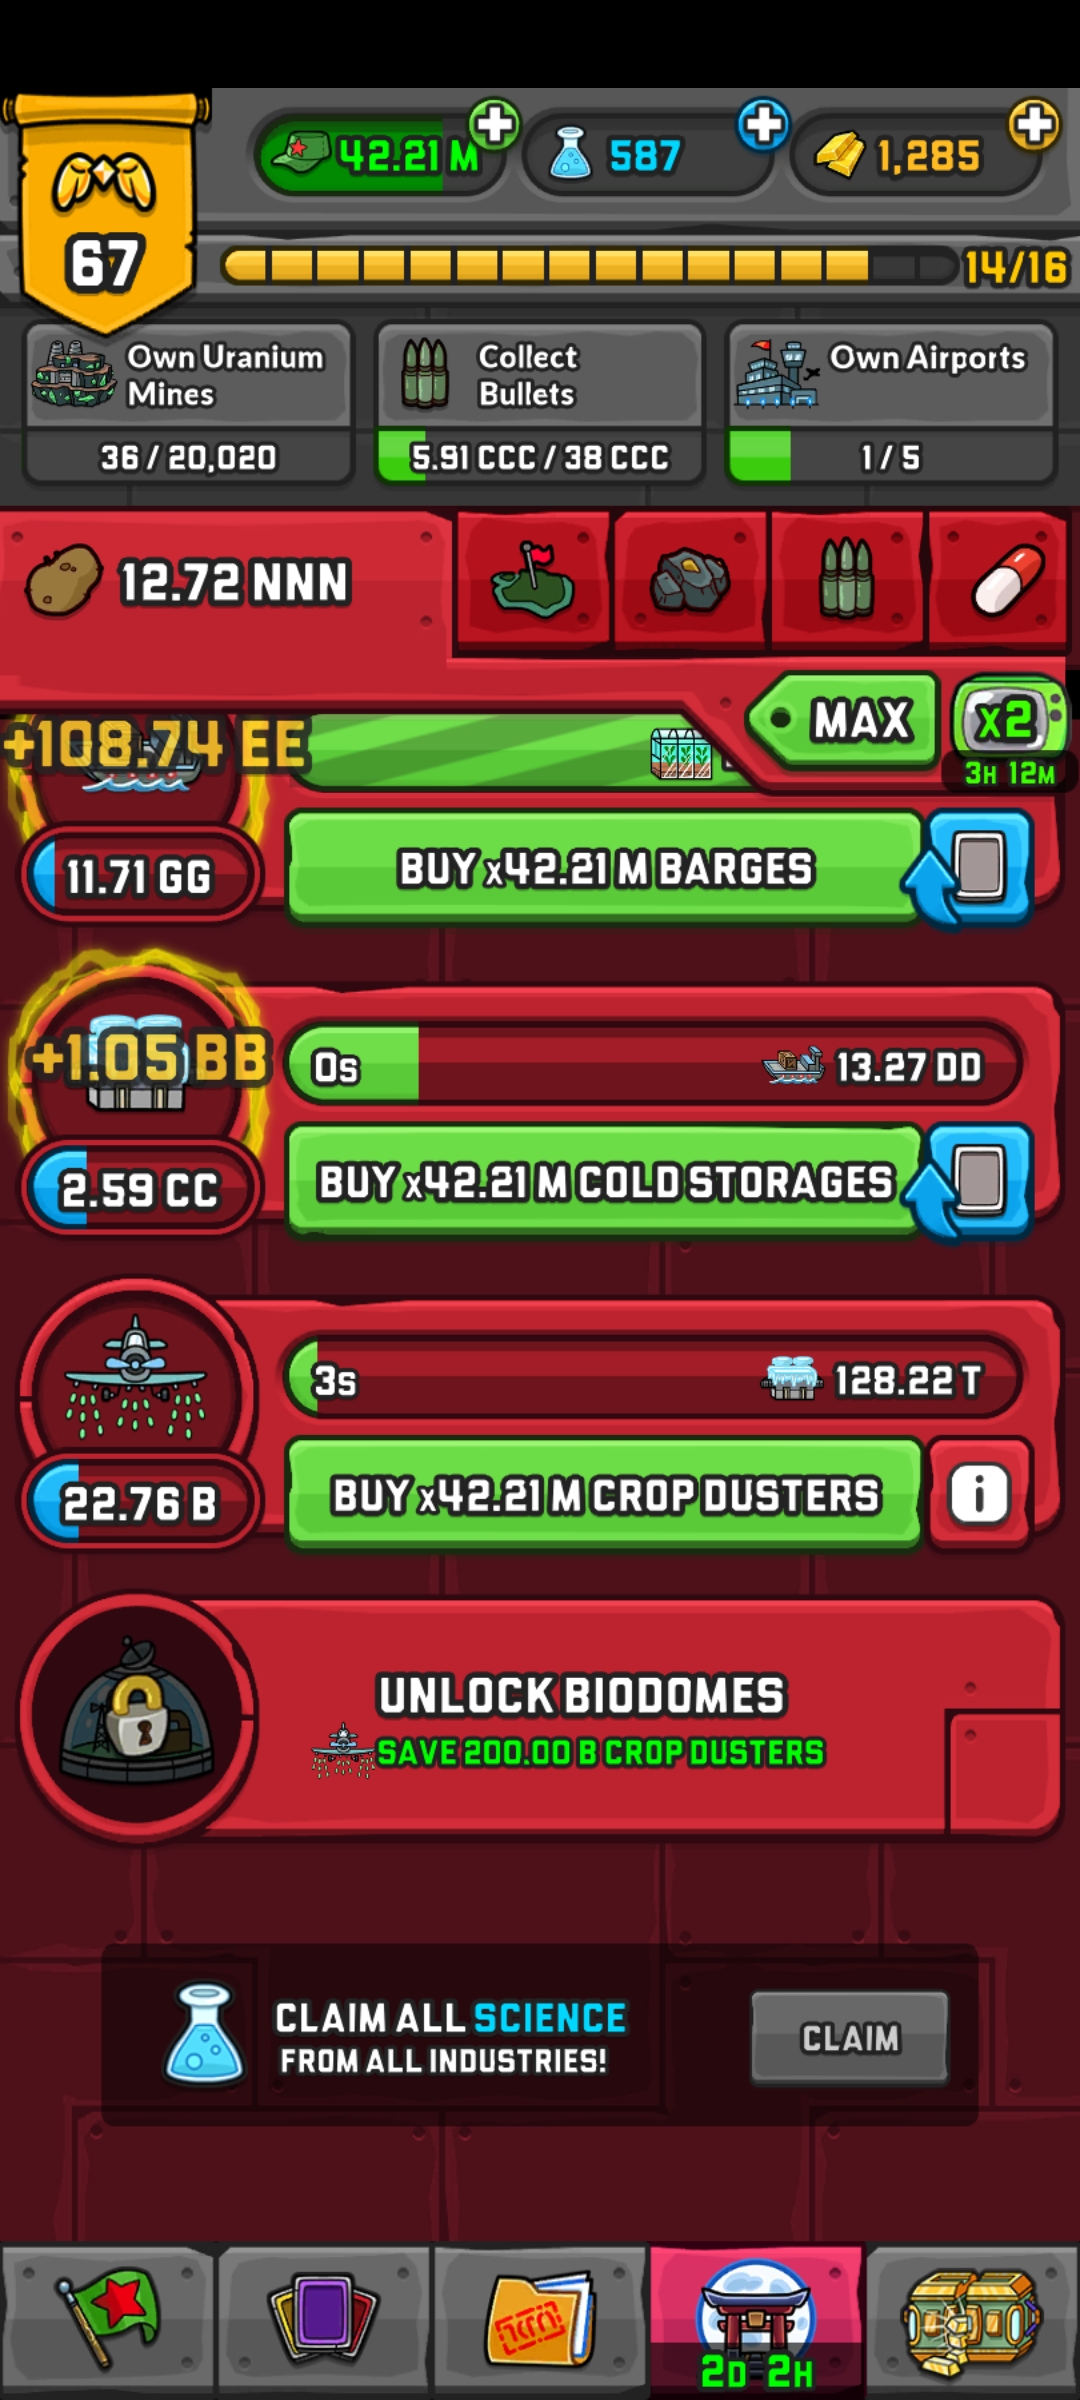 42.21 M
587
1,285
67
14/16
Own Uranium
Mines
36 / 20,020
Collect
Bullets
5.91 CCC / 38 CCC
Own Airports
1 / 5
12.72 NNN
MAX
x2
3H 12M
+108.74 EE
11.71 GG
BUY x42.21 M BARGES
+1.05 BB
0s
13.27 DD
2.59 CC
BUY x42.21 M COLD STORAGES
3s
128.22 T
22.76 B
BUY x42.21 M CROP DUSTERS
i
UNLOCK BIODOMES
SAVE 200.00 B CROP DUSTERS
CLAIM ALL SCIENCE
FROM ALL INDUSTRIES!
CLAIM
2D 2H